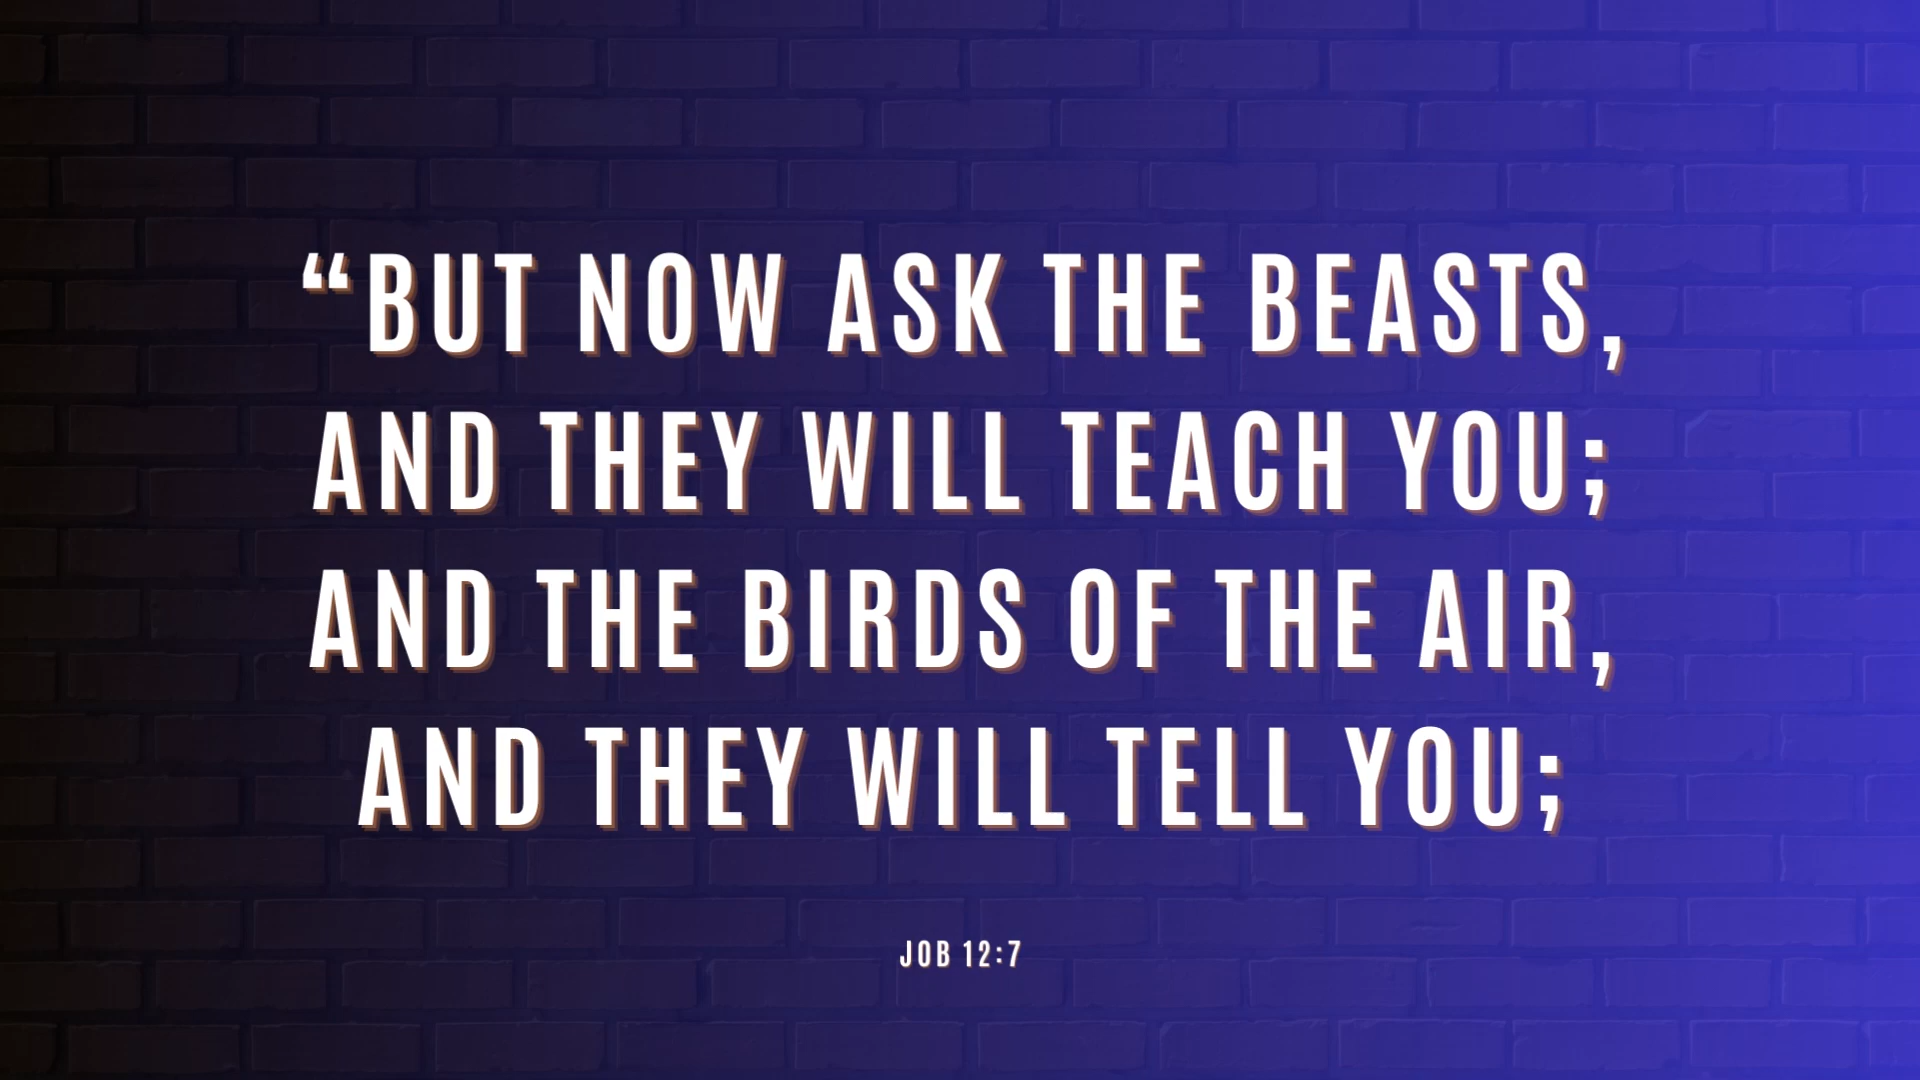 “BUT NOW ASK THE BEASTS,
AND THEY WILL TEACH YOU;
AND THE BIRDS OF THE AIR,
AND THEY WILL TELL YOU;
JOB 12:7